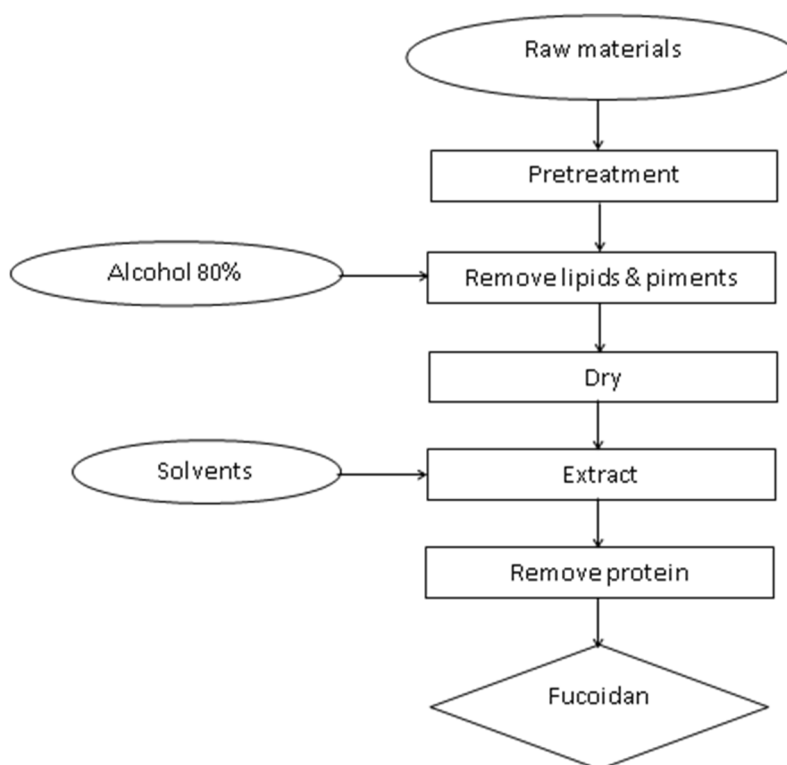 Raw materials
Pretreatment
Alcohol 80%
Remove lipids & piments
Dry
Solvents
Extract
Remove protein
Fucoidan